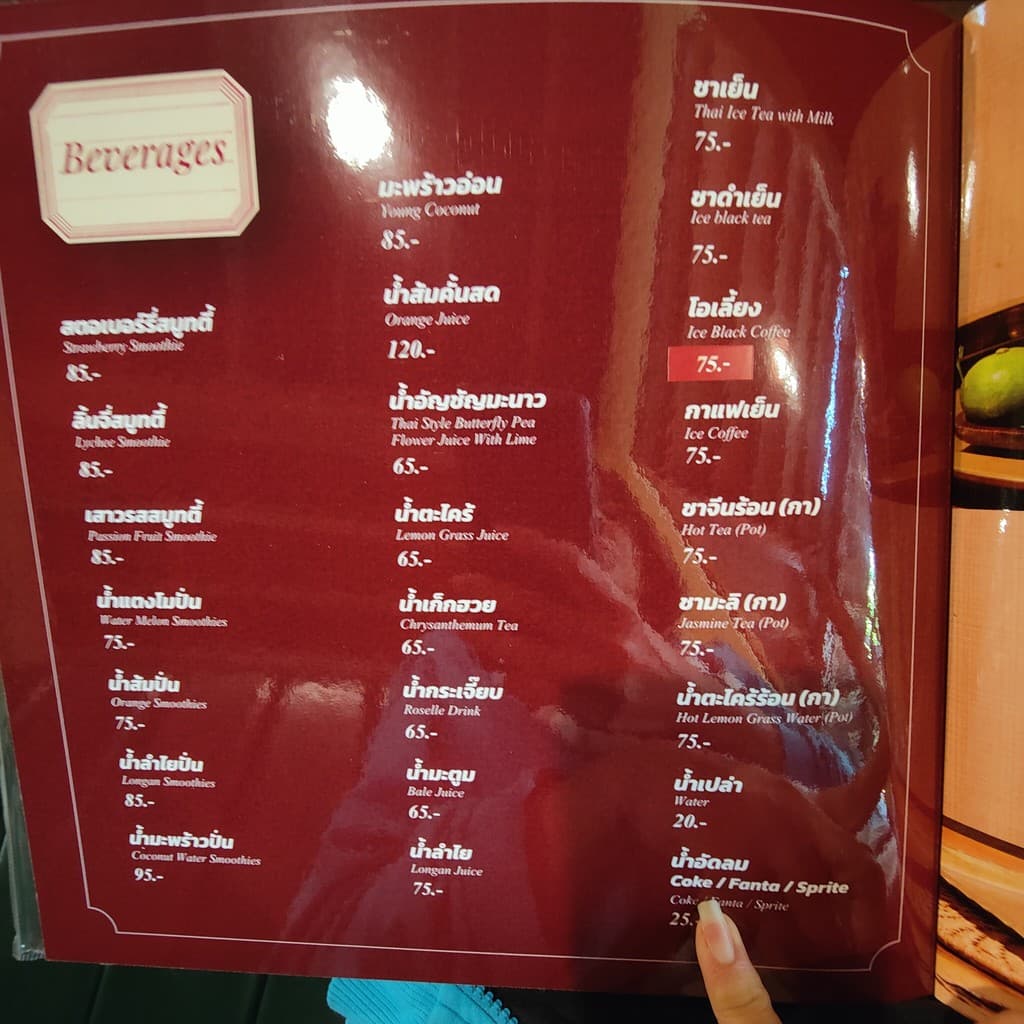 Beverages
สตอเบอร์รี่สมูทตี้
Strawberry Smoothie
85.-
ลิ้นจี่สมูทตี้
Lychee Smoothie
85.-
เสาวรสสมูทตี้
Passion Fruit Smoothie
85.-
น้ำแตงโมปั่น
Water Melon Smoothies
75.-
น้ำส้มปั่น
Orange Smoothies
75.-
น้ำลำไยปั่น
Longan Smoothies
85.-
น้ำมะพร้าวปั่น
Coconut Water Smoothies
95.-
มะพร้าวอ่อน
Young Coconut
85.-
น้ำส้มคั้นสด
Orange Juice
120.-
น้ำอัญชัญมะนาว
Thai Style Butterfly Pea
Flower Juice With Lime
65.-
น้ำตะไคร้
Lemon Grass Juice
65.-
น้ำเก็กฮวย
Chrysanthemum Tea
65.-
น้ำกระเจี๊ยบ
Roselle Drink
65.-
น้ำมะตูม
Bale Juice
65.-
น้ำลำไย
Longan Juice
75.-
ชาเย็น
Thai Ice Tea with Milk
75.-
ชาดำเย็น
Ice black tea
75.-
โอเลี้ยง
Ice Black Coffee
75.-
กาแฟเย็น
Ice Coffee
75.-
ชาจีนร้อน (กา)
Hot Tea (Pot)
75.-
ชามะลิ (กา)
Jasmine Tea (Pot)
75.-
น้ำตะไคร้ร้อน (กา)
Hot Lemon Grass Water (Pot)
75.-
น้ำเปล่า
Water
20.-
น้ำอัดลม
Coke / Fanta / Sprite
Coke / Fanta / Sprite
25.-